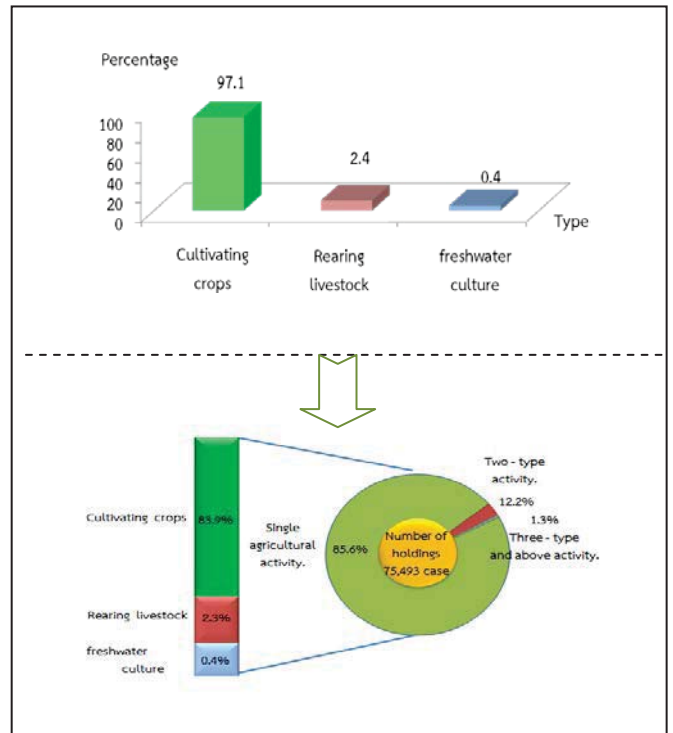 Percentage
97.1
2.4
0.4
100
80
60
40
20
0
Type
Cultivating
crops
Rearing
livestock
freshwater
culture
Two - type
activity.
12.2%
1.3%
Three - type
and above activity.
Cultivating crops
83.9%
Single
agricultural
activity.
85.6%
Number of
holdings
75,493 case
Rearing livestock
2.3%
freshwater
culture
0.4%